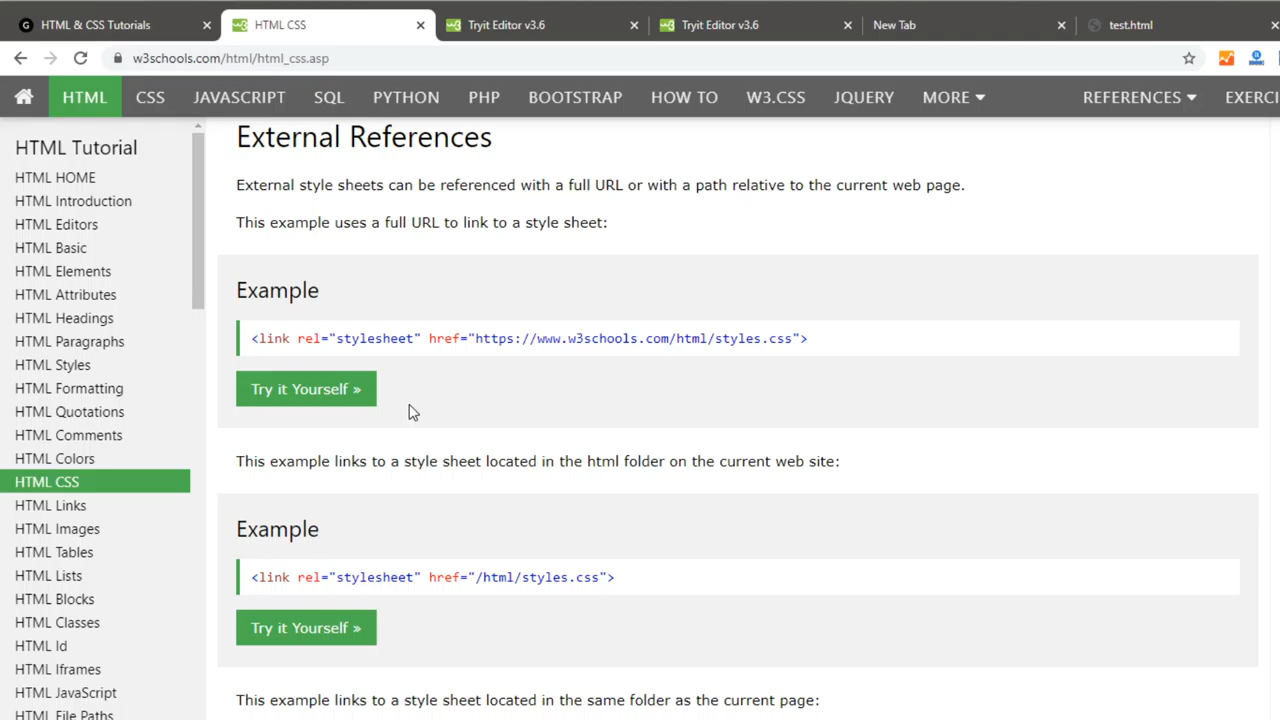 HTML & CSS Tutorials
HTML CSS
Tryit Editor v3.6
Tryit Editor v3.6
New Tab
test.html
w3schools.com/html/html_css.asp
HTML CSS JAVASCRIPT SQL PYTHON PHP BOOTSTRAP HOW TO W3.CSS JQUERY MORE REFERENCES EXERCI
HTML Tutorial
HTML HOME
HTML Introduction
HTML Editors
HTML Basic
HTML Elements
HTML Attributes
HTML Headings
HTML Paragraphs
HTML Styles
HTML Formatting
HTML Quotations
HTML Comments
HTML Colors
HTML CSS
HTML Links
HTML Images
HTML Tables
HTML Lists
HTML Blocks
HTML Classes
HTML Id
HTML Iframes
HTML JavaScript
HTML File Paths
External References
External style sheets can be referenced with a full URL or with a path relative to the current web page.
This example uses a full URL to link to a style sheet:
Example
<link rel="stylesheet" href="https://www.w3schools.com/html/styles.css">
Try it Yourself »
This example links to a style sheet located in the html folder on the current web site:
Example
<link rel="stylesheet" href="/html/styles.css">
Try it Yourself »
This example links to a style sheet located in the same folder as the current page: